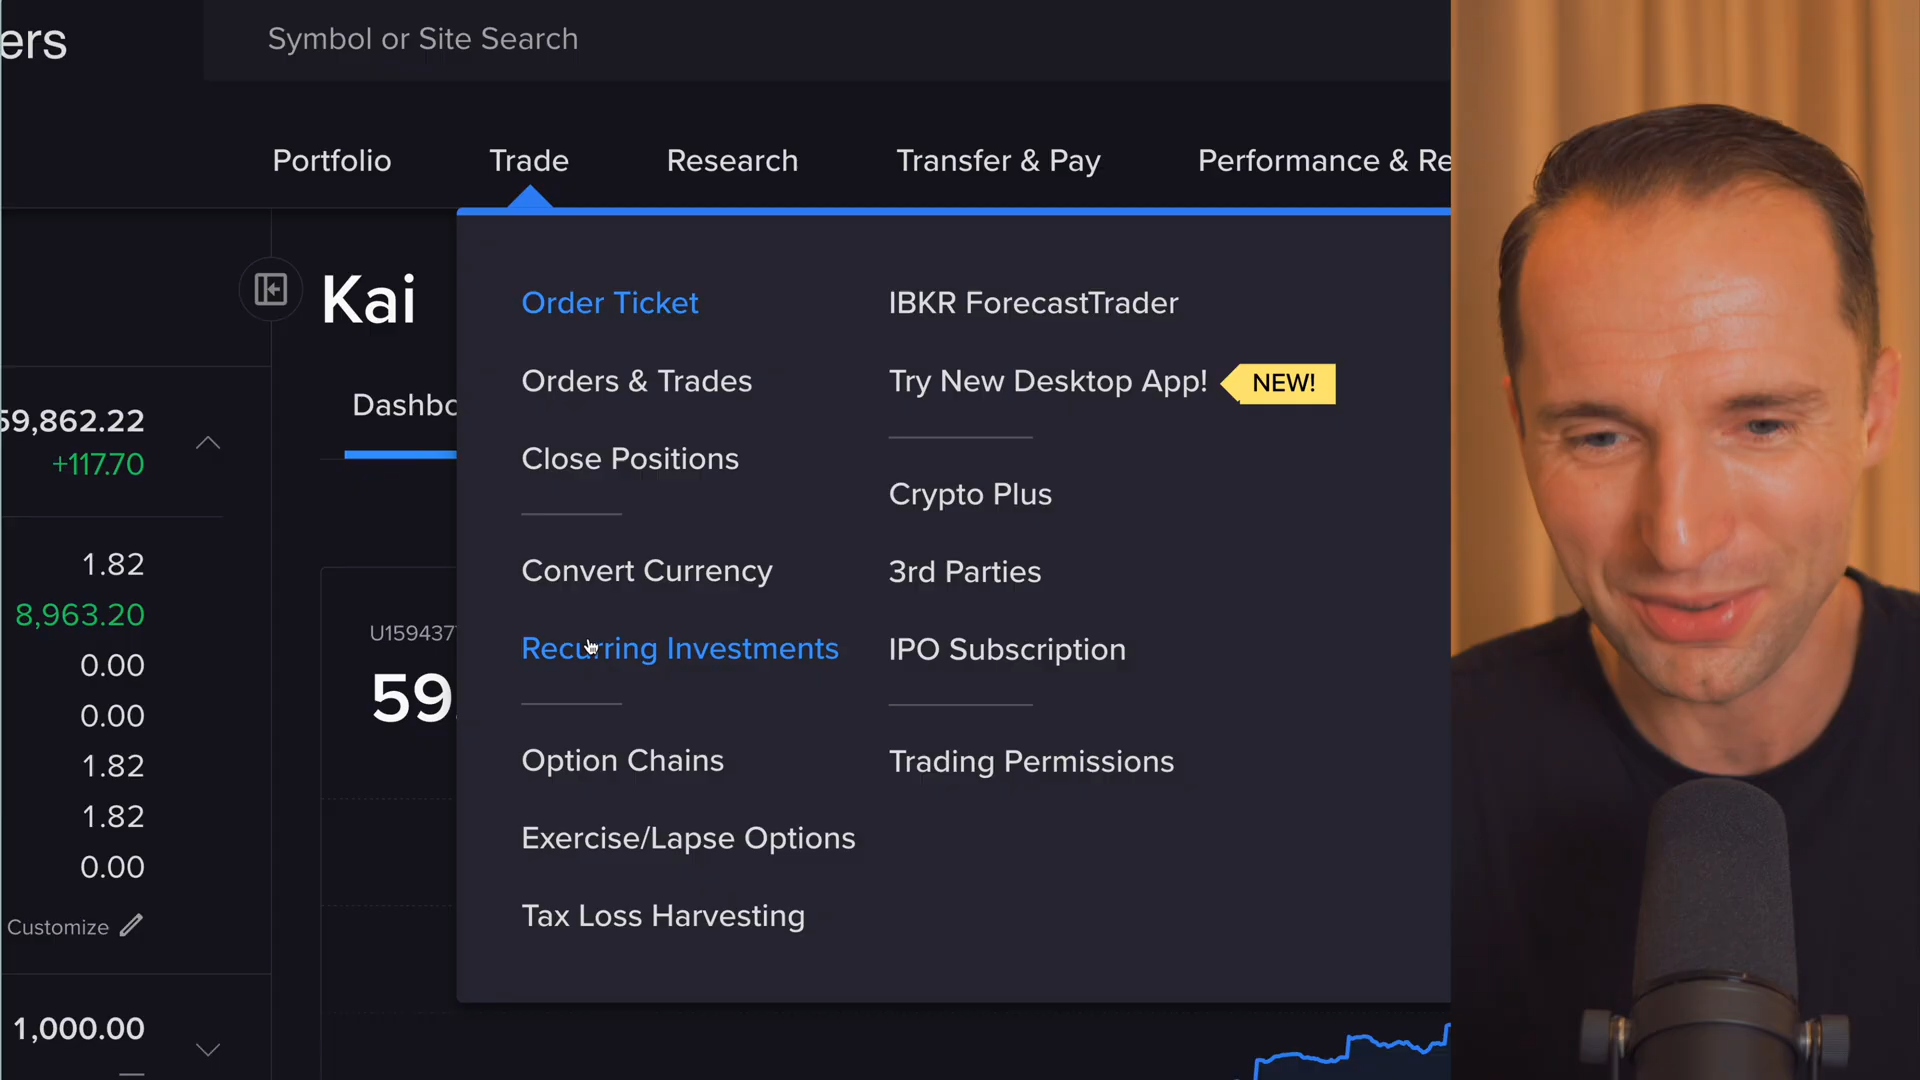 ers
Symbol or Site Search
Portfolio
Trade
Research
Transfer & Pay
Performance & Re
Kai
Dashbo
59,862.22
+117.70
1.82
8,963.20
0.00
0.00
1.82
1.82
0.00
Customize
1,000.00
U159437
59
Order Ticket
Orders & Trades
Close Positions
Convert Currency
Recurring Investments
Option Chains
Exercise/Lapse Options
Tax Loss Harvesting
IBKR ForecastTrader
Try New Desktop App! NEW!
Crypto Plus
3rd Parties
IPO Subscription
Trading Permissions